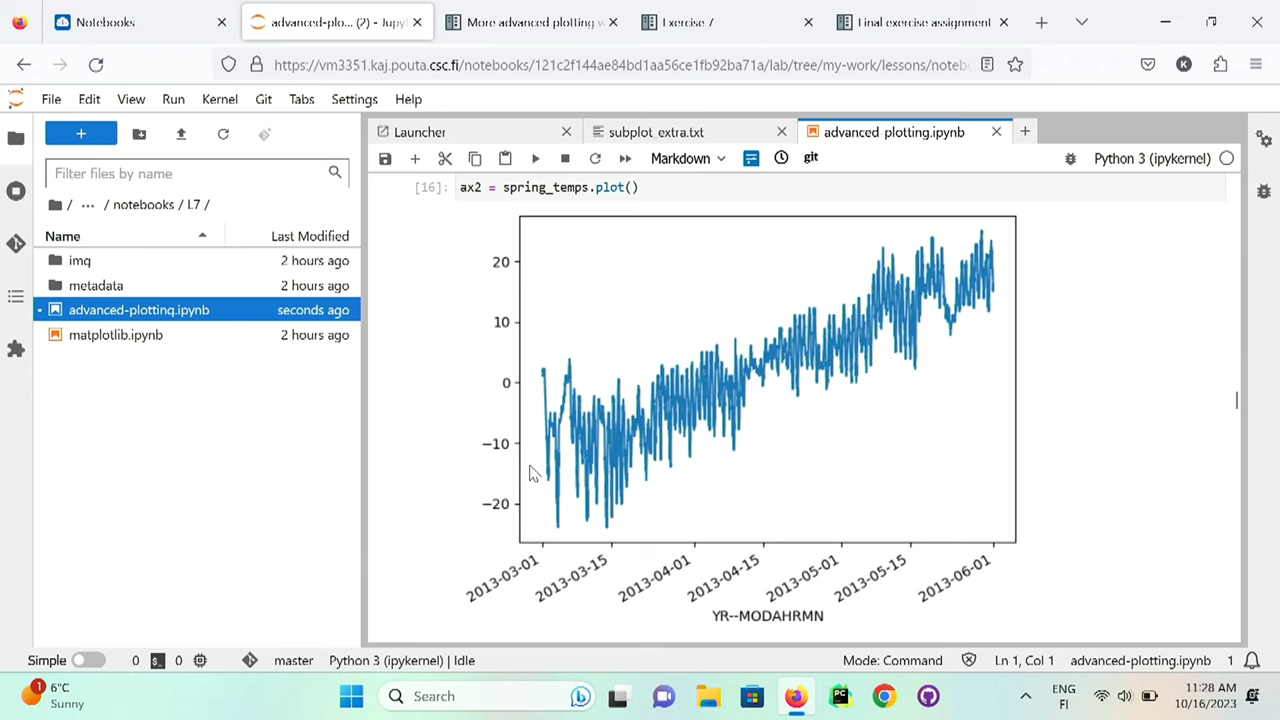 Notebooks
advanced-plo... (2) - Jupyt
More advanced plotting w
Exercise 7
Final exercise assignment
https://vm3351.kaj.pouta.csc.fi/notebooks/121c2f144ae84bd1aa56ce1fb92ba71a/lab/tree/my-work/lessons/noteb
K
File Edit View Run Kernel Git Tabs Settings Help
Launcher
subplot_extra.txt
advanced-plotting.ipynb
Filter files by name
Markdown
git
Python 3 (ipykernel)
/ ... / notebooks / L7 /
[16]: ax2 = spring_temps.plot()
Name
Last Modified
img 2 hours ago
metadata 2 hours ago
advanced-plotting.ipynb seconds ago
matplotlib.ipynb 2 hours ago
20
10
0
−10
−20
2013-03-01
2013-03-15
2013-04-01
2013-04-15
2013-05-01
2013-05-15
2013-06-01
YR--MODAHRMN
Simple 0 $_ 0 master Python 3 (ipykernel) | Idle Mode: Command Ln 1, Col 1 advanced-plotting.ipynb 1
1
6°C
Sunny
Search
PC
ENG
FI
11:28 AM
10/16/2023